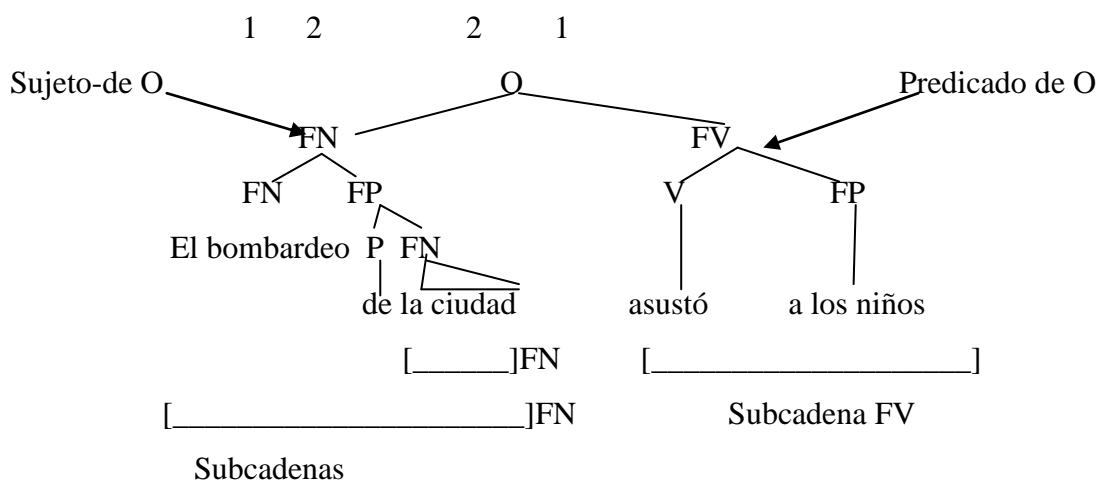 1 2 2 1
Sujeto-de O O Predicado de O
FN FV
FN FP V FP
El bombardeo P FN
de la ciudad asustó a los niños
[______]FN [____________________]
[______________________]FN Subcadena FV
Subcadenas